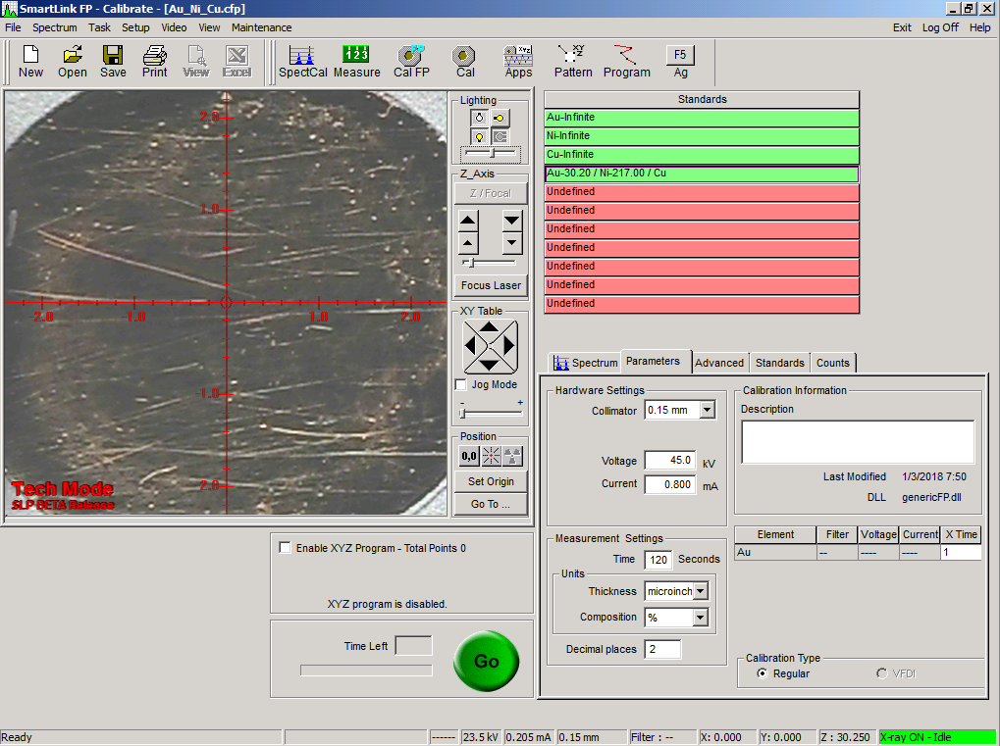 SmartLink FP - Calibrate - [Au_Ni_Cu.cfp]
File Spectrum Task Setup Video View Maintenance Exit Log Off Help
New Open Save Print View Excel SpectCal Measure Cal FP Cal Apps Pattern Program F5 Ag
123
XYZ
XYZ
FP
Lighting
Z_Axis
Z / Focal
Focus Laser
XY Table
Jog Mode
- +
Position
0,0
Set Origin
Go To ...
2.0
1.0
2.0 1.0 1.0 2.0
1.0
2.0
Tech Mode
SLP BETA Release
Standards
Au-Infinite
Ni-Infinite
Cu-Infinite
Au-30.20 / Ni-217.00 / Cu
Undefined
Undefined
Undefined
Undefined
Undefined
Undefined
Undefined
Spectrum Parameters Advanced Standards Counts
Hardware Settings
Collimator 0.15 mm
Voltage 45.0 kV
Current 0.800 mA
Measurement Settings
Time 120 Seconds
Units
Thickness microinch
Composition %
Decimal places 2
Calibration Information
Description
Last Modified 1/3/2018 7:50
DLL genericFP.dll
Element Filter Voltage Current X Time
Au -- ---- ---- 1
Calibration Type
Regular VFDI
Enable XYZ Program - Total Points 0
XYZ program is disabled.
Time Left
Go
Ready ------ 23.5 kV 0.205 mA 0.15 mm Filter : -- X: 0.000 Y: 0.000 Z : 30.250 X-ray ON - Idle